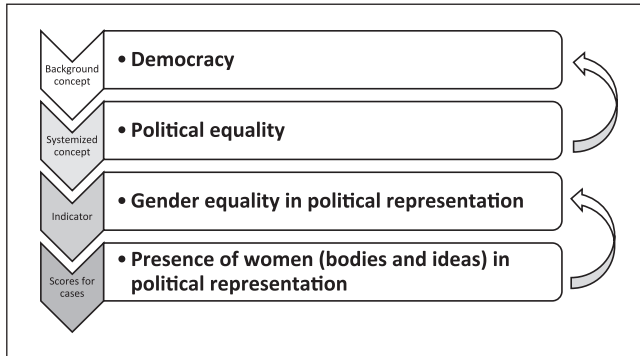 Background
concept
• Democracy
Systemized
concept
• Political equality
Indicator
• Gender equality in political representation
Scores for
cases
• Presence of women (bodies and ideas) in
political representation